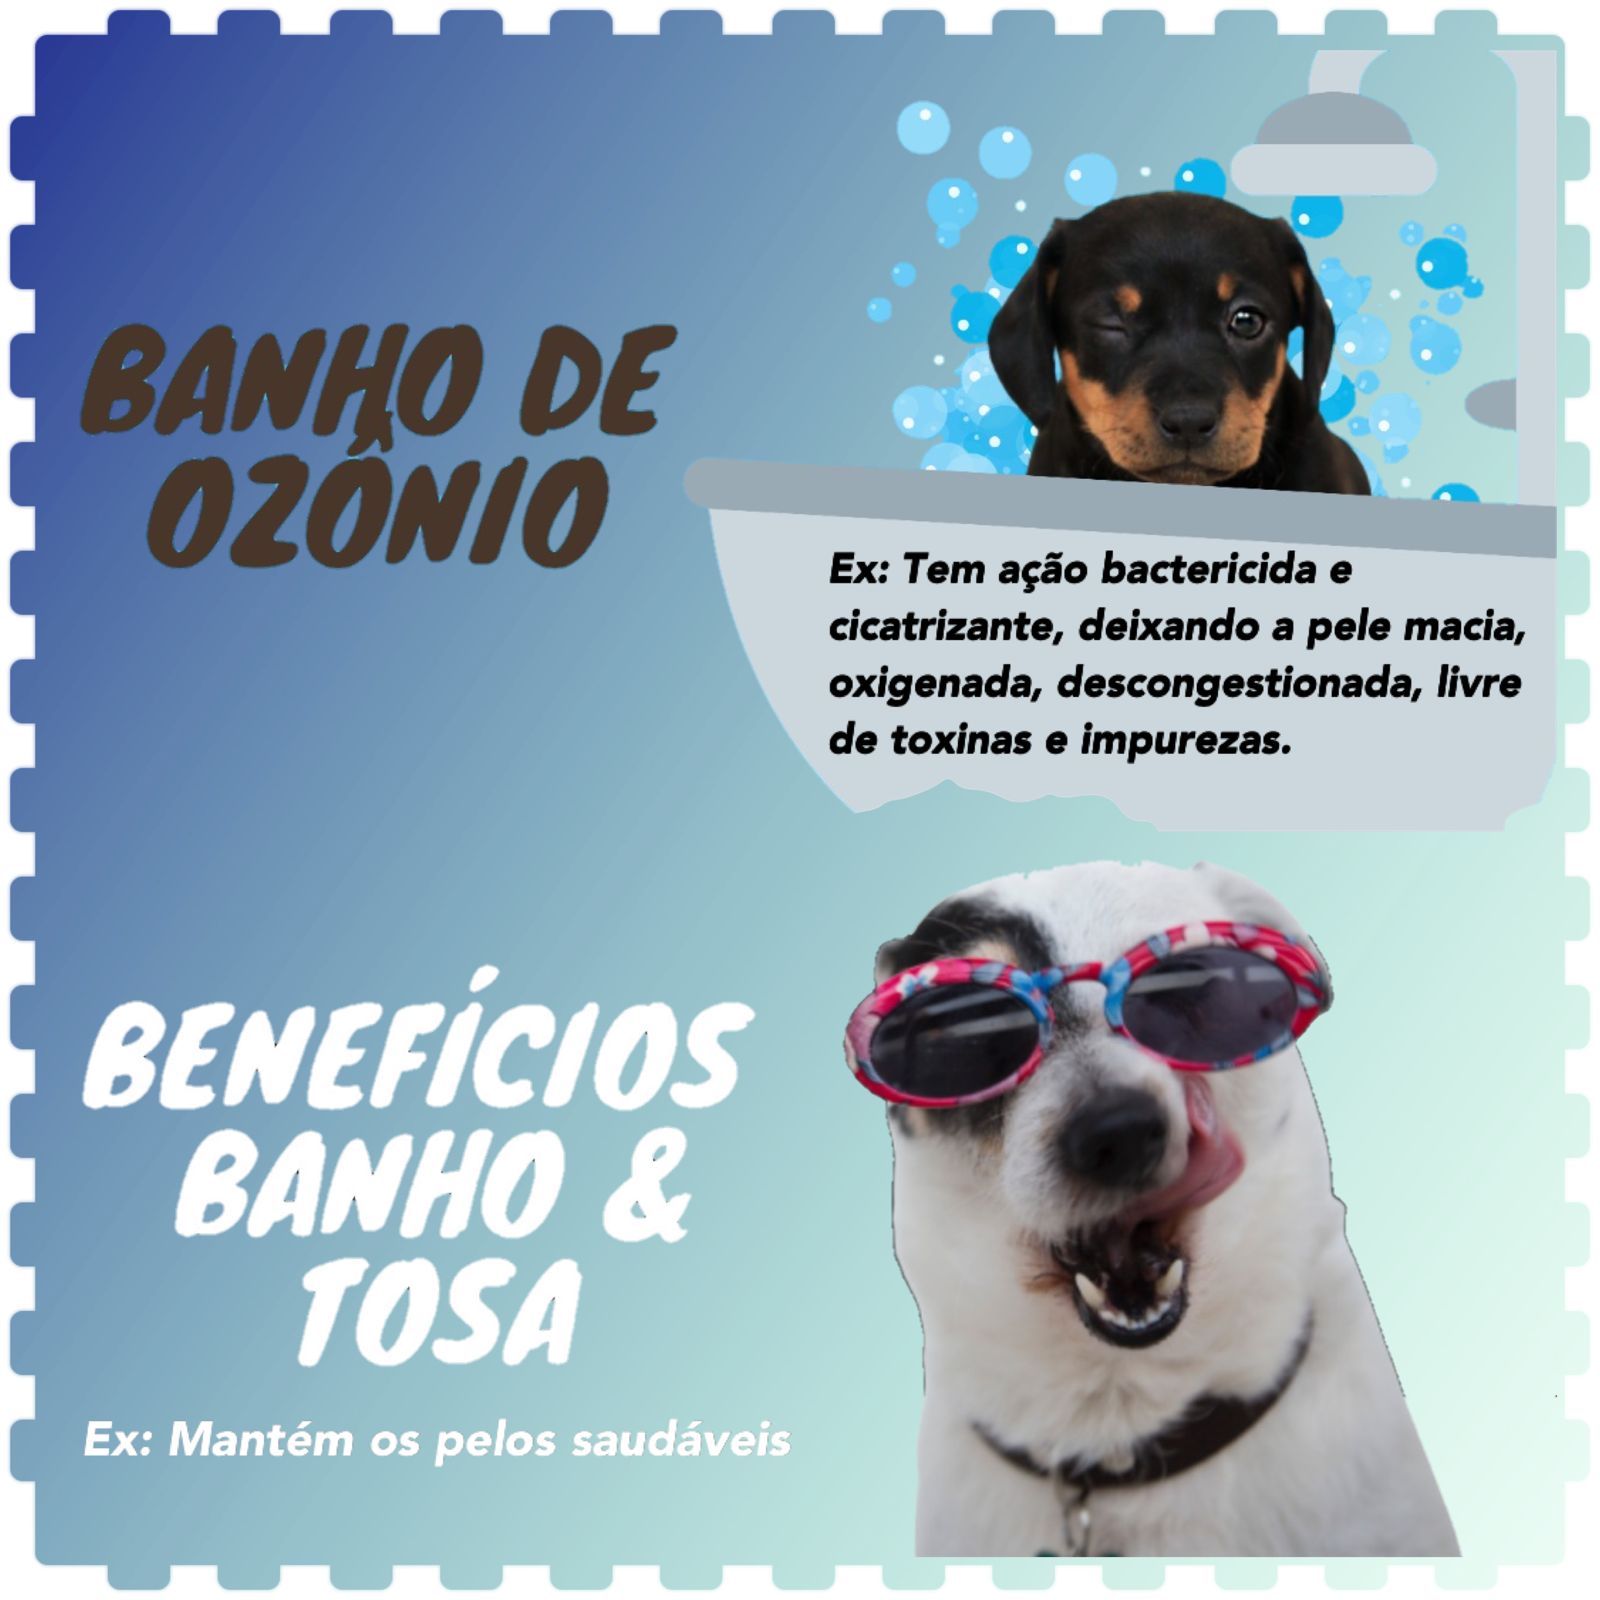 BANHO DE
OZÔNIO
Ex: Tem ação bactericida e
cicatrizante, deixando a pele macia,
oxigenada, descongestionada, livre
de toxinas e impurezas.
BENEFÍCIOS
BANHO &
TOSA
Ex: Mantém os pelos saudáveis